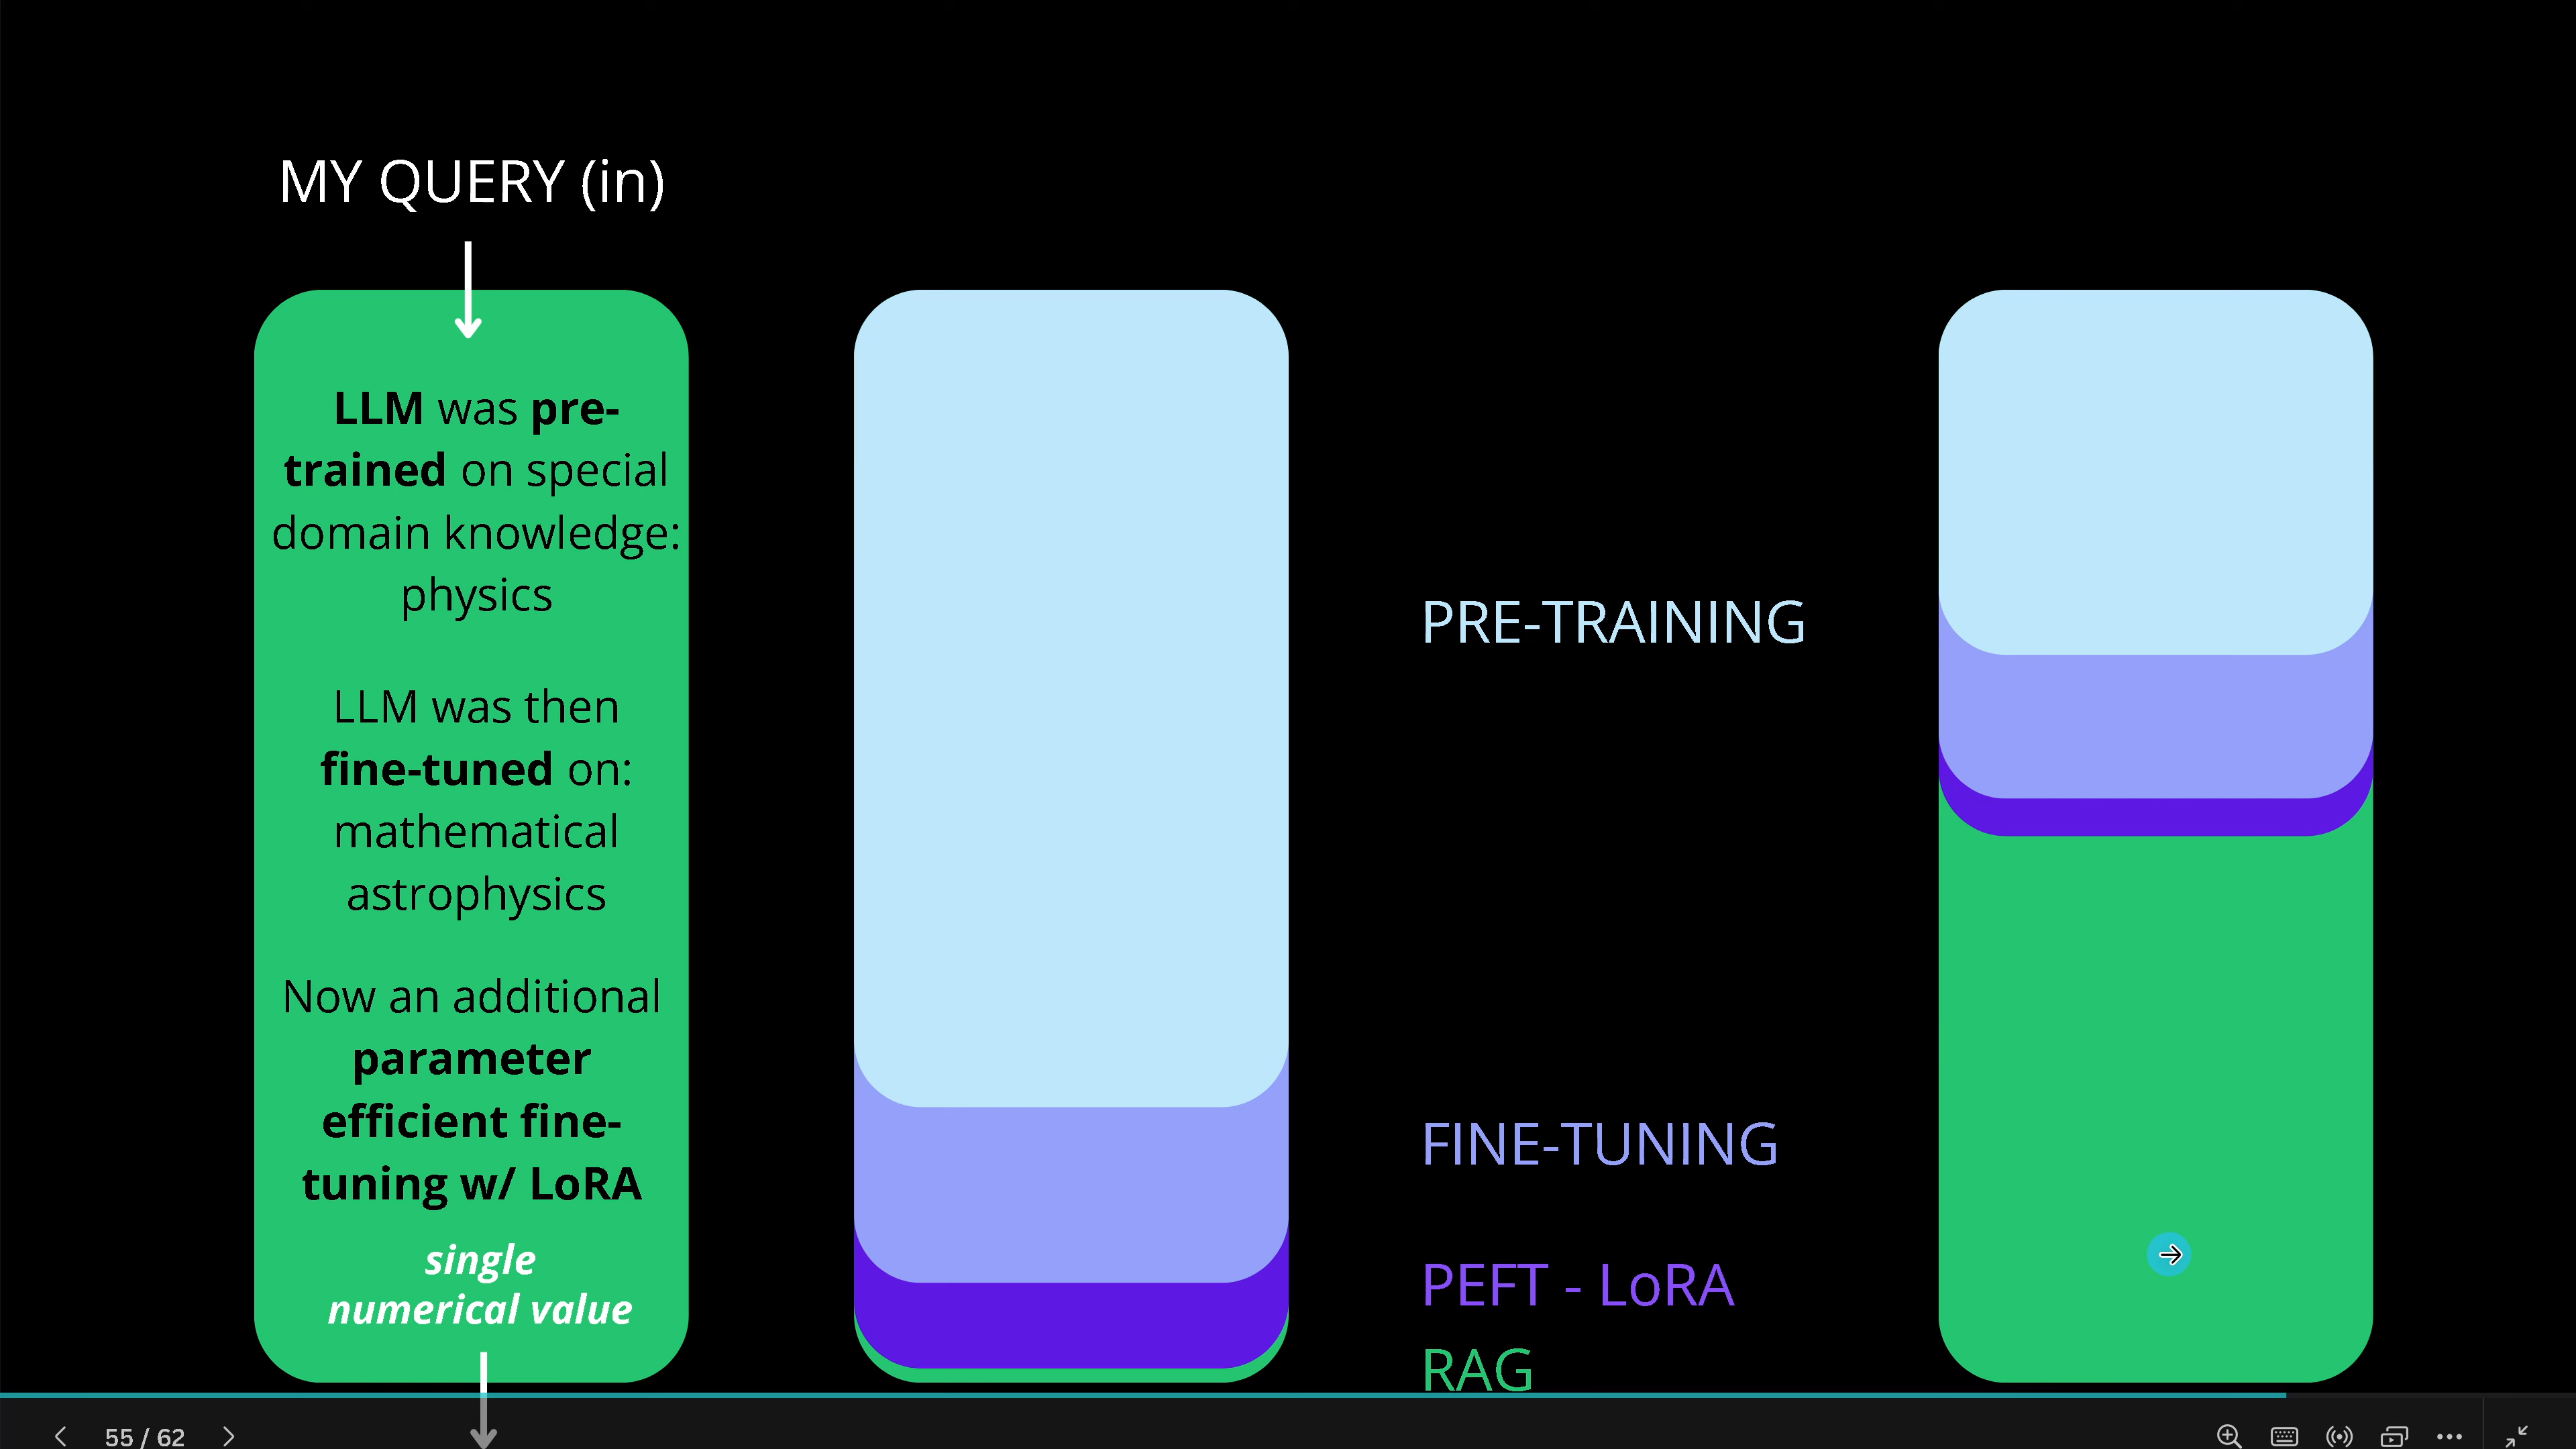 MY QUERY (in)
LLM was pre-
trained on special
domain knowledge:
physics
LLM was then
fine-tuned on:
mathematical
astrophysics
Now an additional
parameter
efficient fine-
tuning w/ LoRA
single
numerical value
PRE-TRAINING
FINE-TUNING
PEFT - LoRA
RAG
55 / 62